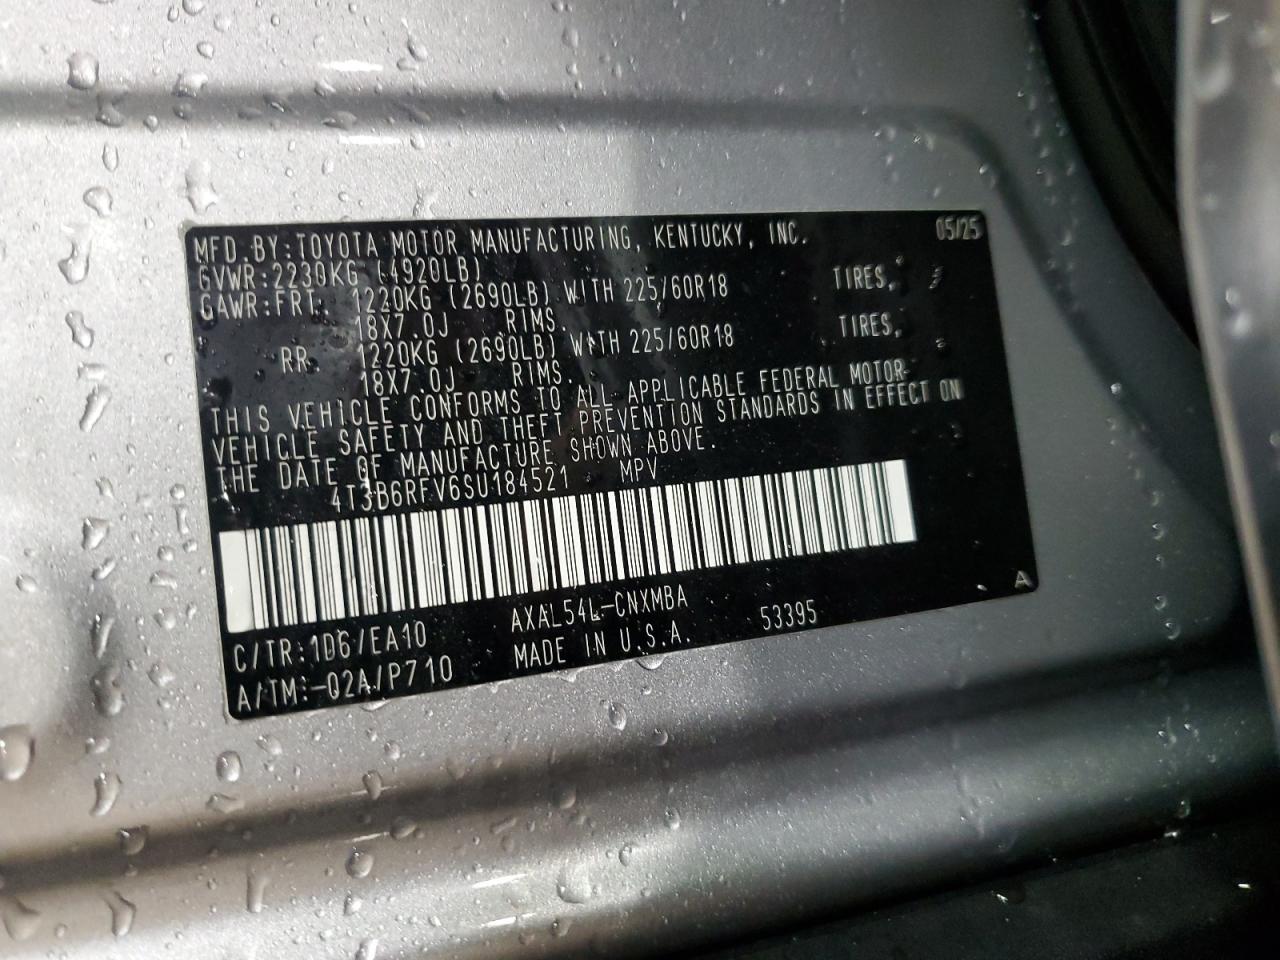 MFD.BY:TOYOTA MOTOR MANUFACTURING, KENTUCKY, INC. 05/25
GVWR:2230KG (4920LB)
GAWR:FRT. 1220KG (2690LB) WITH 225/60R18 TIRES,
18X7.0J RIMS.
RR. 1220KG (2690LB) WITH 225/60R18 TIRES,
18X7.0J RIMS.
THIS VEHICLE CONFORMS TO ALL APPLICABLE FEDERAL MOTOR-
VEHICLE SAFETY AND THEFT PREVENTION STANDARDS IN EFFECT ON
THE DATE OF MANUFACTURE SHOWN ABOVE.
4T3B6RFV6SU184521 MPV
A
C/TR:1D6/EA10 AXAL54L-CNXMBA
A/TM:-02A/P710 MADE IN U.S.A. 53395